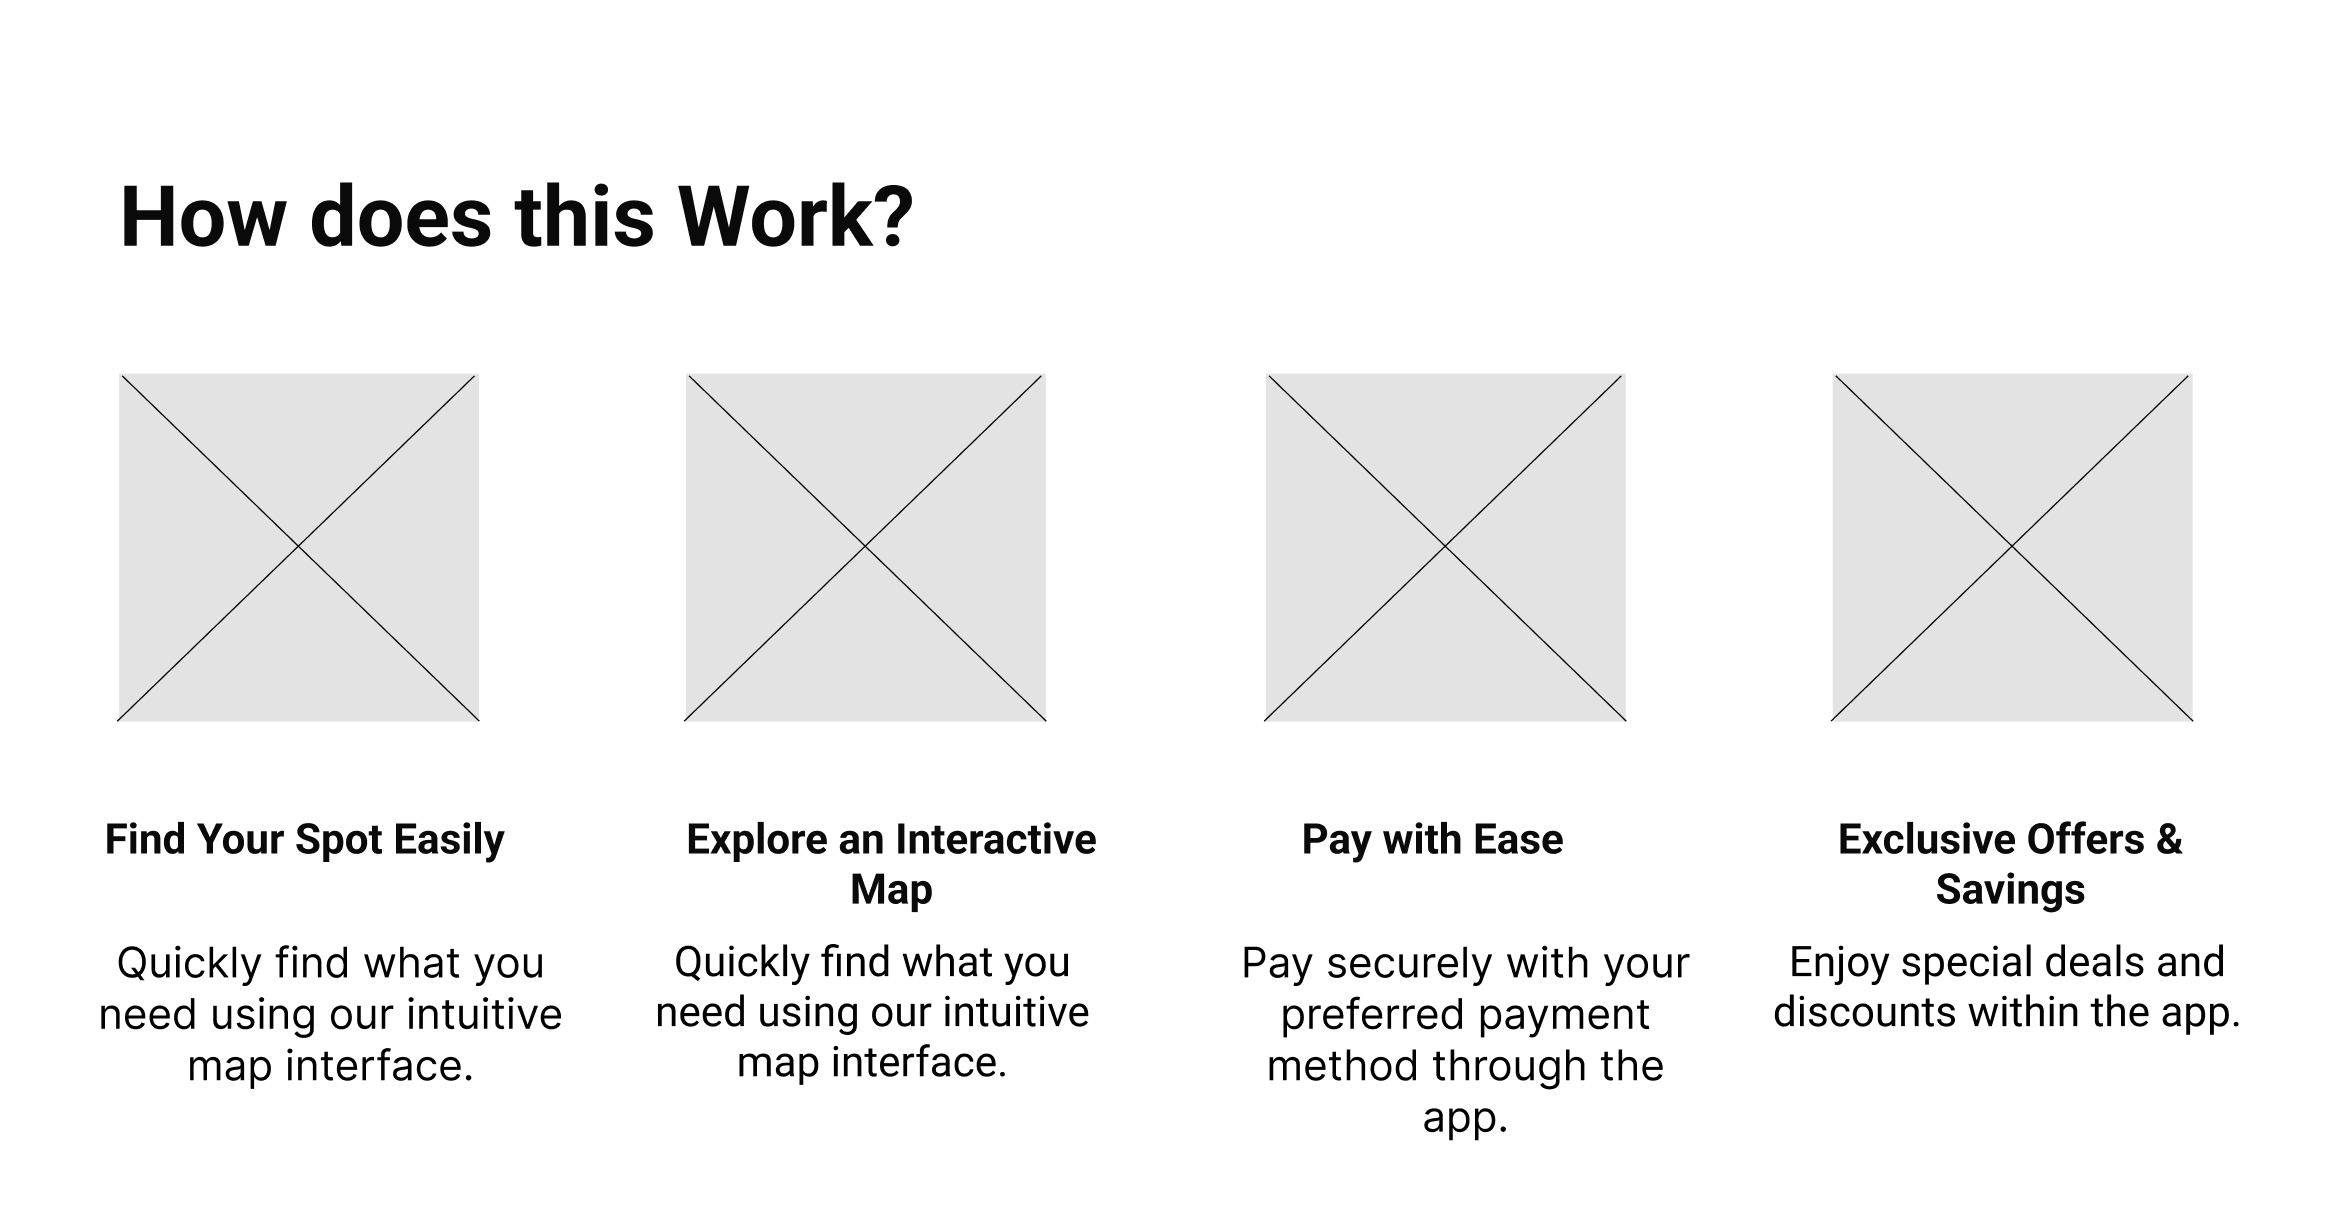 How does this Work?
Find Your Spot Easily
Quickly find what you
need using our intuitive
map interface.
Explore an Interactive
Map
Quickly find what you
need using our intuitive
map interface.
Pay with Ease
Pay securely with your
preferred payment
method through the
app.
Exclusive Offers &
Savings
Enjoy special deals and
discounts within the app.